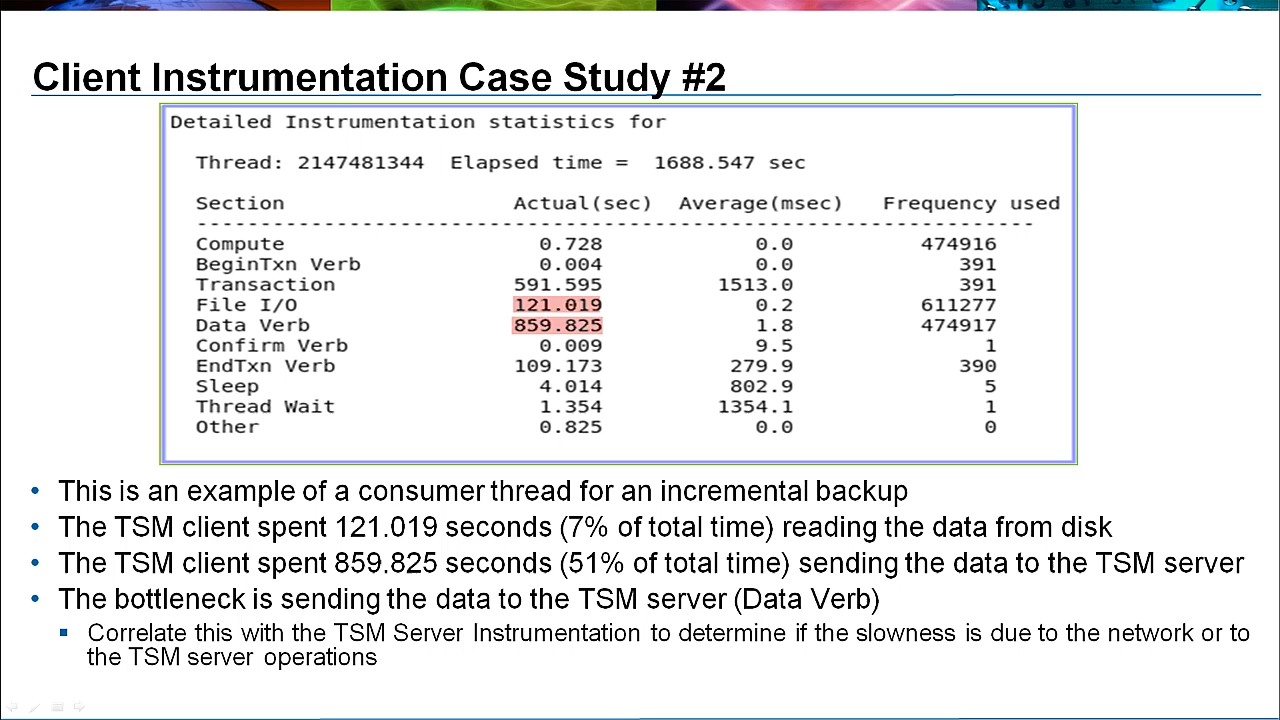 Client Instrumentation Case Study #2
Detailed Instrumentation statistics for
Thread: 2147481344 Elapsed time = 1688.547 sec
Section Actual(sec) Average(msec) Frequency used
------------------------------------------------------------------
Compute 0.728 0.0 474916
BeginTxn Verb 0.004 0.0 391
Transaction 591.595 1513.0 391
File I/O 121.019 0.2 611277
Data Verb 859.825 1.8 474917
Confirm Verb 0.009 9.5 1
EndTxn Verb 109.173 279.9 390
Sleep 4.014 802.9 5
Thread Wait 1.354 1354.1 1
Other 0.825 0.0 0
• This is an example of a consumer thread for an incremental backup
• The TSM client spent 121.019 seconds (7% of total time) reading the data from disk
• The TSM client spent 859.825 seconds (51% of total time) sending the data to the TSM server
• The bottleneck is sending the data to the TSM server (Data Verb)
▪ Correlate this with the TSM Server Instrumentation to determine if the slowness is due to the network or to
the TSM server operations